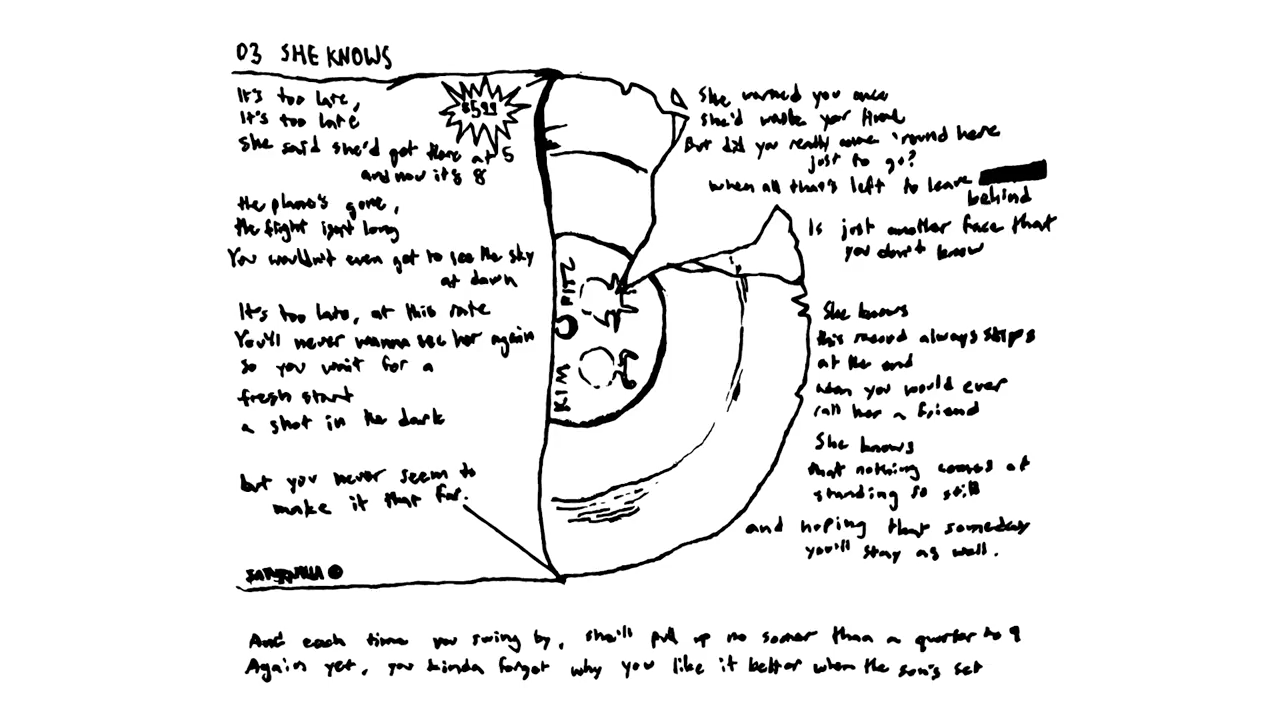 03 SHE KNOWS
It's too late,
It's too late
She said she'd get there at 5
and now it's 8
$5.99
the plane's gone,
the flight isn't long
You wouldn't even get to see the sky
at dawn
It's too late, at this rate
You'll never wanna see her again
so you wait for a
fresh start
a shot in the dark
but you never seem to
make it that far.
KIM
She warned you once
she'd make your time
But did you really come 'round here
just to go?
when all that's left to leave
behind
Is just another face that
you don't know
She knows
this record always skips
at the end
when you would ever
call her a friend
She knows
that nothing comes of
standing so still
and hoping that someday
you'll stay as well.
And each time you swing by, she'll pull up no sooner than a quarter to 9
Again yet, you kinda forget why you like it better when the sun's set